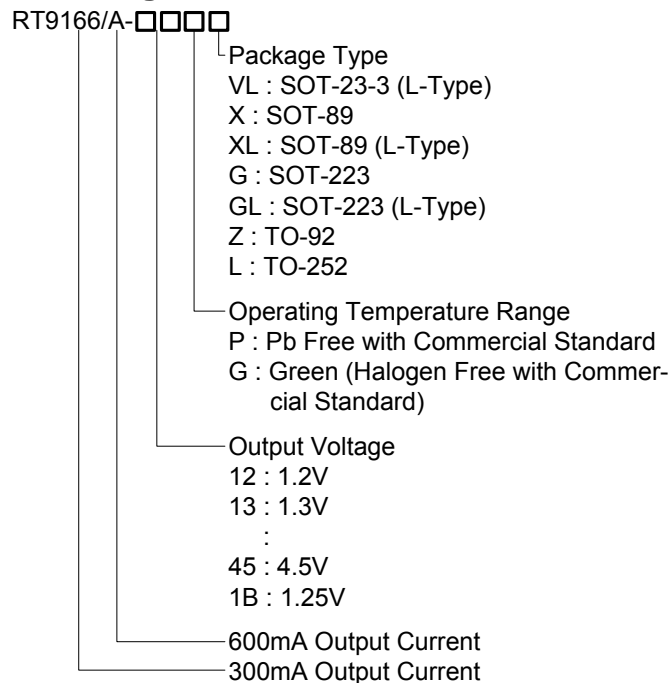 RT9166/A-□□□□
Package Type
VL : SOT-23-3 (L-Type)
X : SOT-89
XL : SOT-89 (L-Type)
G : SOT-223
GL : SOT-223 (L-Type)
Z : TO-92
L : TO-252
Operating Temperature Range
P : Pb Free with Commercial Standard
G : Green (Halogen Free with Commer-
cial Standard)
Output Voltage
12 : 1.2V
13 : 1.3V
:
45 : 4.5V
1B : 1.25V
600mA Output Current
300mA Output Current